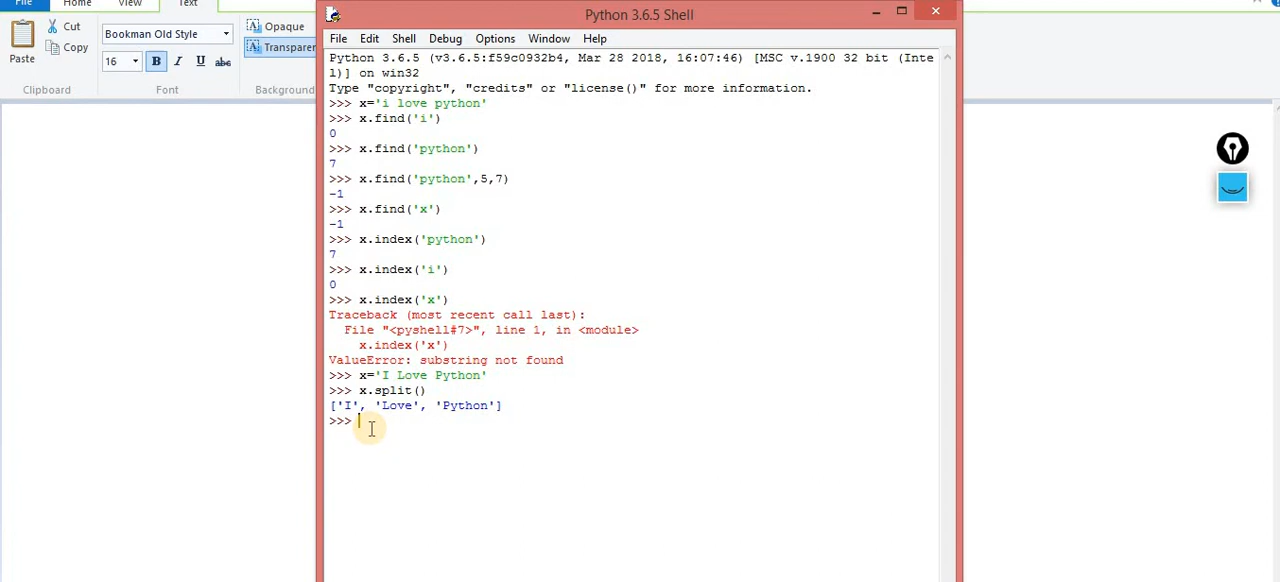 File Home View Text
Paste
Cut
Copy
Clipboard
Bookman Old Style
16 B I U abc
Font
Opaque
Transparen
Background
Python 3.6.5 Shell
File Edit Shell Debug Options Window Help
Python 3.6.5 (v3.6.5:f59c0932b4, Mar 28 2018, 16:07:46) [MSC v.1900 32 bit (Inte
l)] on win32
Type "copyright", "credits" or "license()" for more information.
>>> x='i love python'
>>> x.find('i')
0
>>> x.find('python')
7
>>> x.find('python',5,7)
-1
>>> x.find('x')
-1
>>> x.index('python')
7
>>> x.index('i')
0
>>> x.index('x')
Traceback (most recent call last):
File "<pyshell#7>", line 1, in <module>
x.index('x')
ValueError: substring not found
>>> x='I Love Python'
>>> x.split()
['I', 'Love', 'Python']
>>>